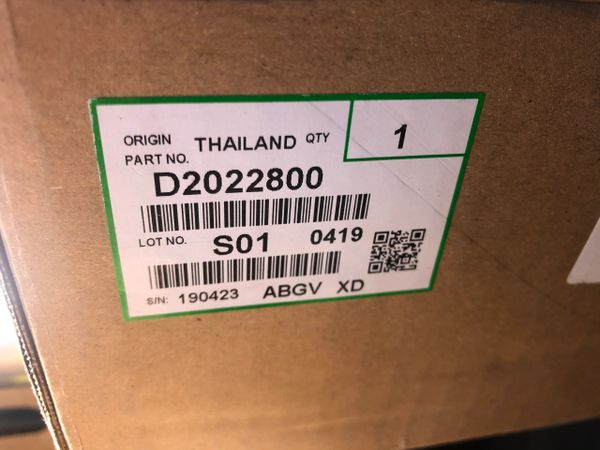 ORIGIN THAILAND QTY 1
PART NO.
D2022800
LOT NO. S01 0419
S/N: 190423 ABGV XD